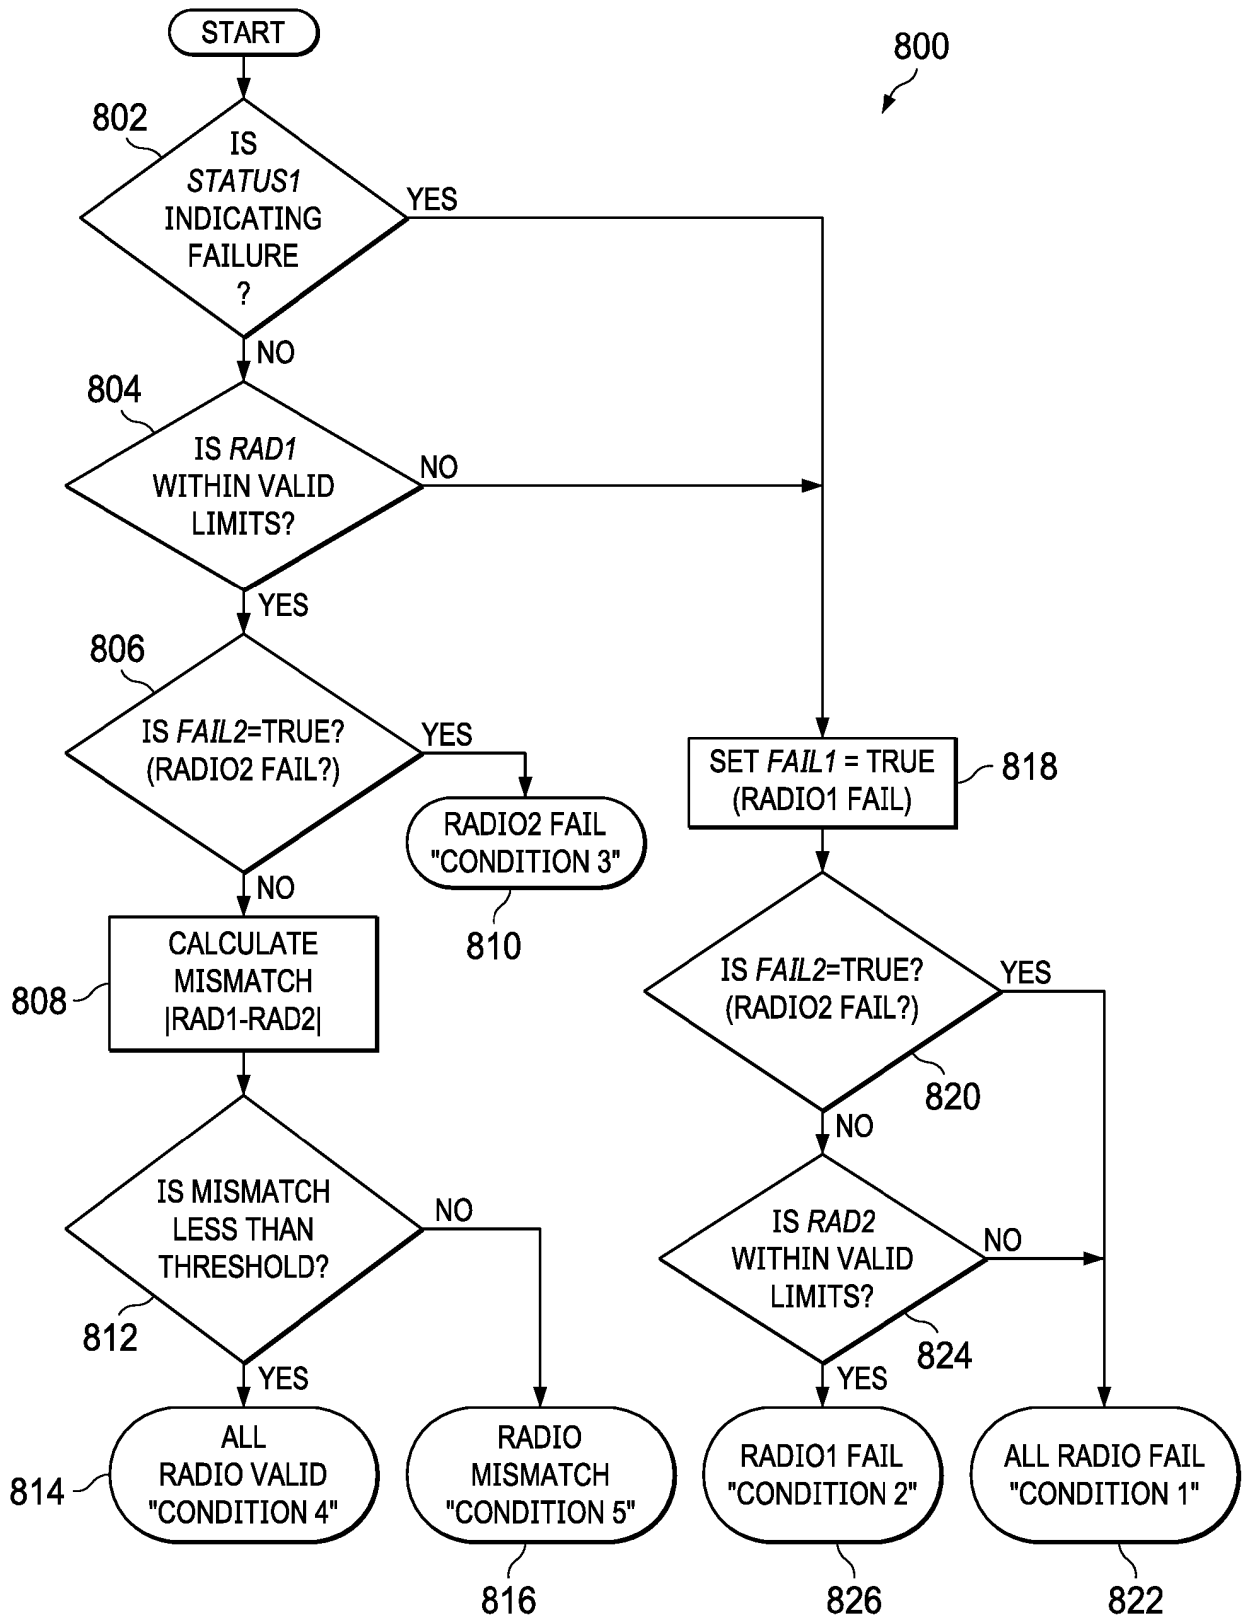 START
800
802
IS
STATUS1
INDICATING
FAILURE
?
YES
NO
804
IS RAD1
WITHIN VALID
LIMITS?
NO
YES
806
IS FAIL2=TRUE?
(RADIO2 FAIL?)
YES
NO
RADIO2 FAIL
"CONDITION 3"
810
SET FAIL1 = TRUE
(RADIO1 FAIL)
818
808
CALCULATE
MISMATCH
|RAD1-RAD2|
IS FAIL2=TRUE?
(RADIO2 FAIL?)
YES
820
NO
IS MISMATCH
LESS THAN
THRESHOLD?
NO
812
YES
IS RAD2
WITHIN VALID
LIMITS?
NO
824
YES
814
ALL
RADIO VALID
"CONDITION 4"
RADIO
MISMATCH
"CONDITION 5"
816
RADIO1 FAIL
"CONDITION 2"
826
ALL RADIO FAIL
"CONDITION 1"
822